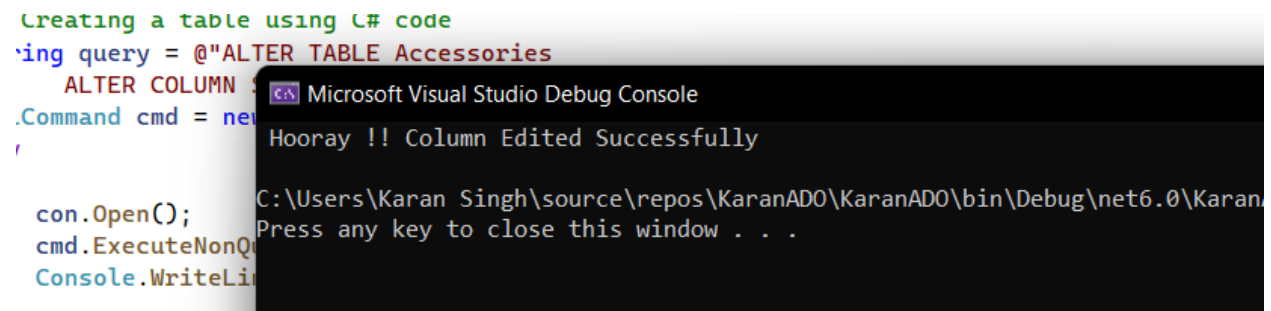 Creating a table using C# code
ring query = @"ALTER TABLE Accessories
ALTER COLUMN
Command cmd = new
Microsoft Visual Studio Debug Console
Hooray !! Column Edited Successfully
C:\Users\Karan Singh\source\repos\KaranADO\KaranADO\bin\Debug\net6.0\Karan
Press any key to close this window . . .
con.Open();
cmd.ExecuteNonQu
Console.WriteLi